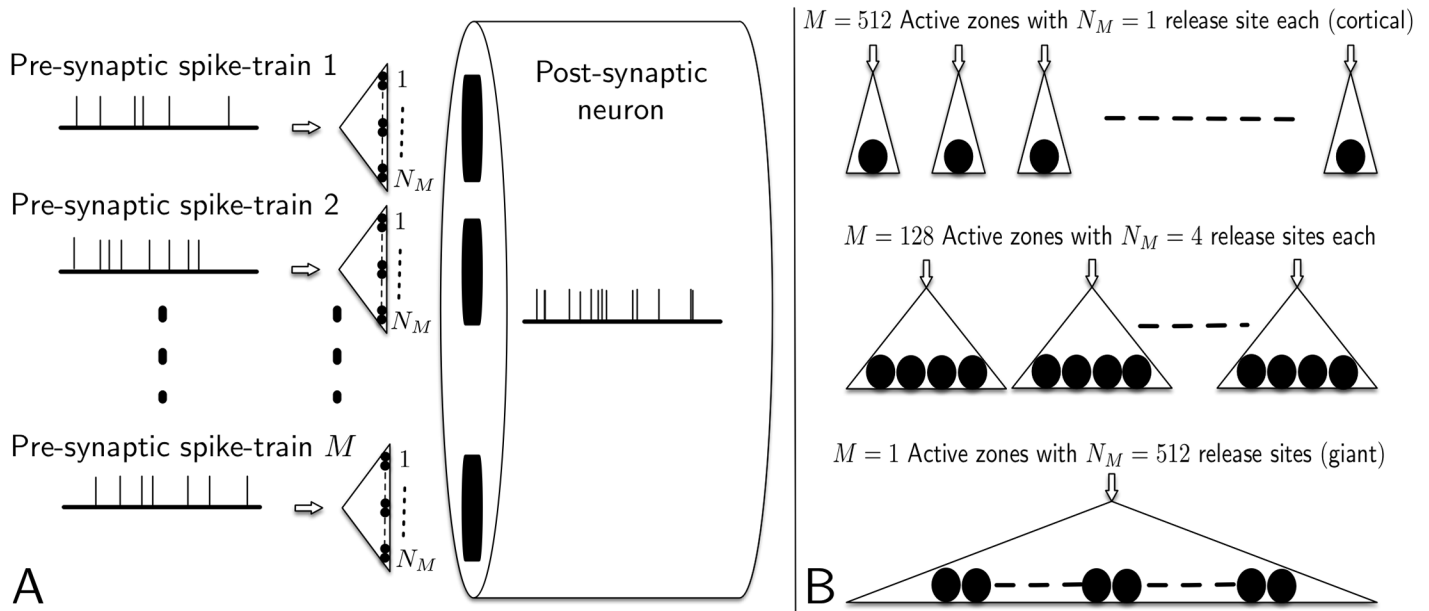 Pre-synaptic spike-train 1
1
N_M
Pre-synaptic spike-train 2
1
N_M
Pre-synaptic spike-train M
1
N_M
Post-synaptic
neuron
A
M = 512 Active zones with N_M = 1 release site each (cortical)
M = 128 Active zones with N_M = 4 release sites each
M = 1 Active zones with N_M = 512 release sites (giant)
B